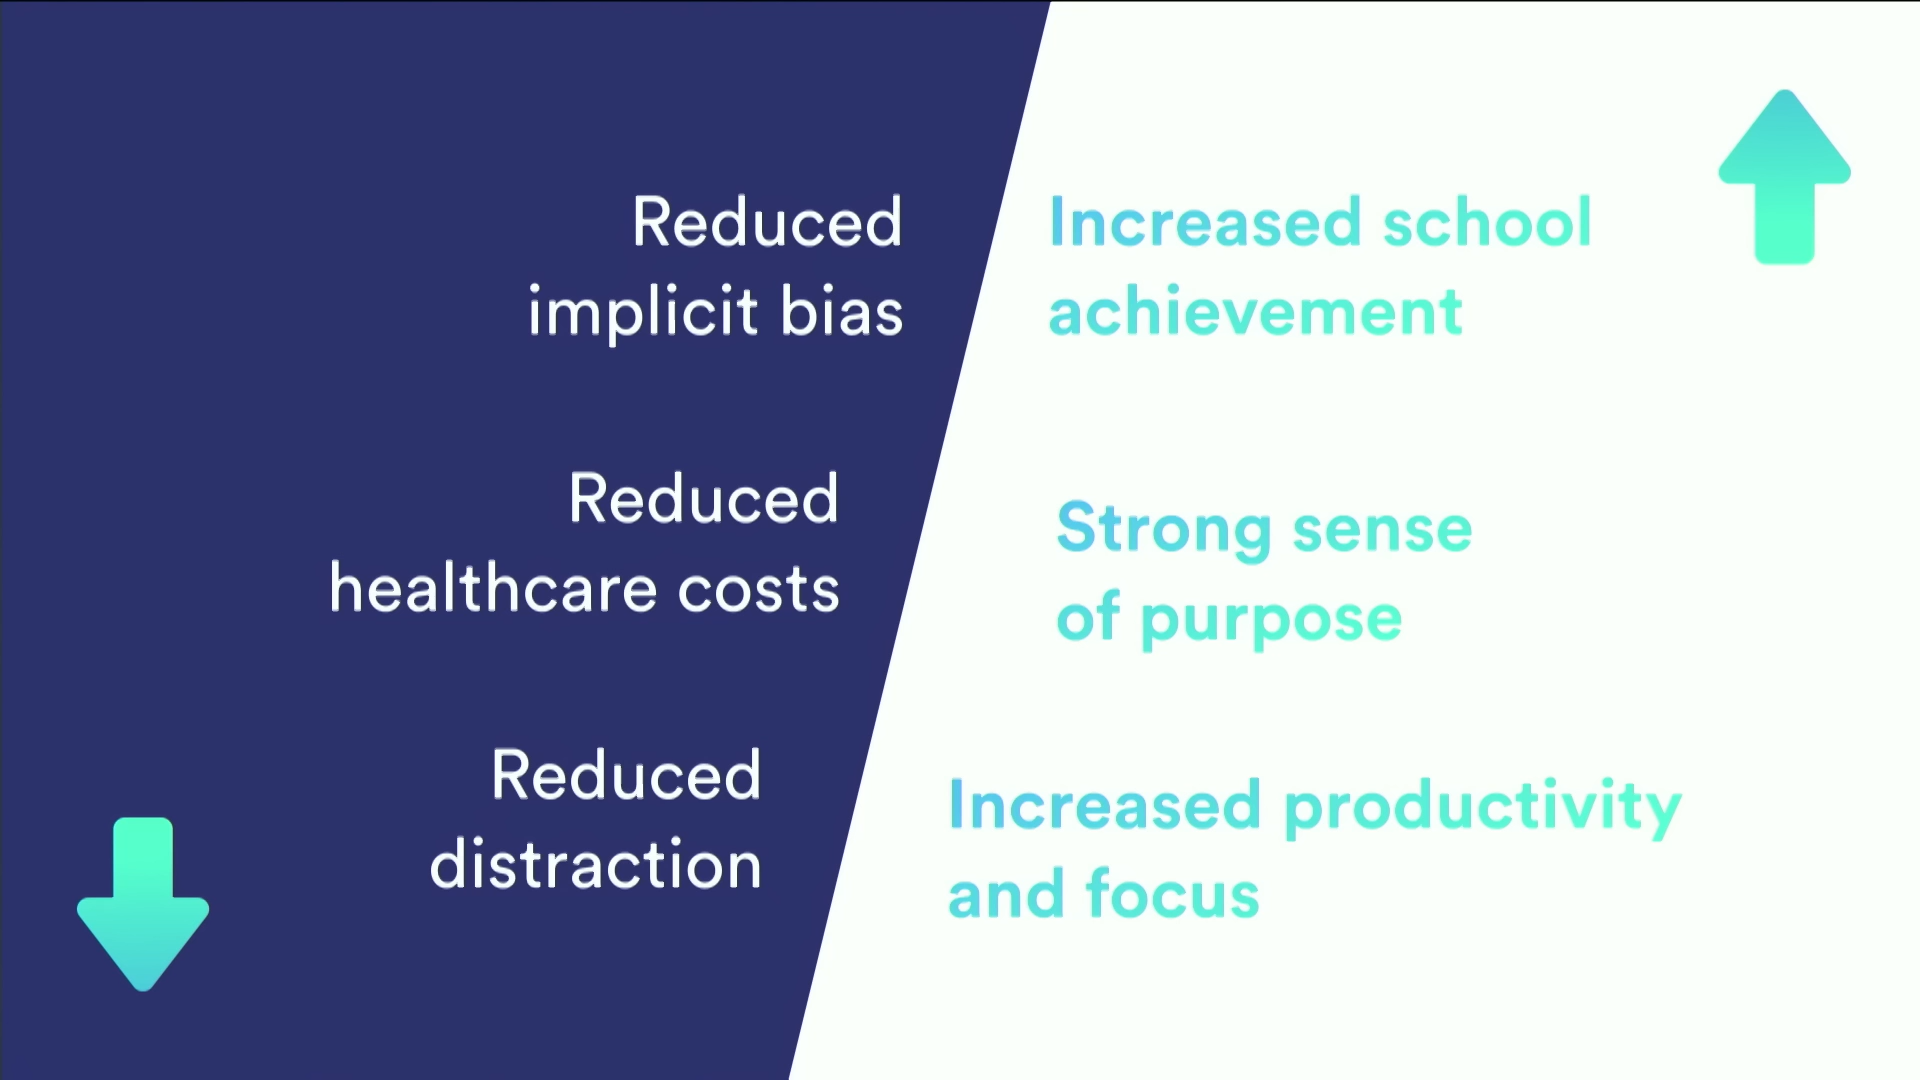 Reduced
implicit bias
Reduced
healthcare costs
Reduced
distraction
Increased school
achievement
Strong sense
of purpose
Increased productivity
and focus